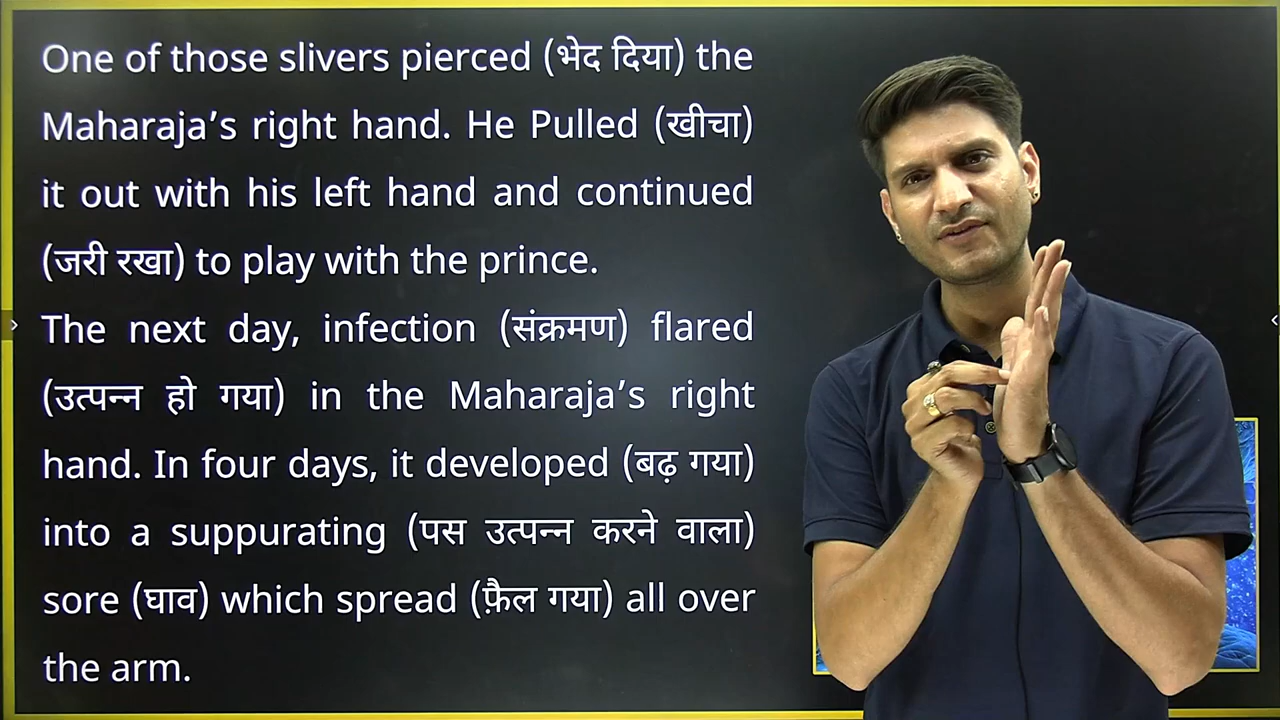 One of those slivers pierced (भेद दिया) the
Maharaja’s right hand. He Pulled (खीचा)
it out with his left hand and continued
(जरी रखा) to play with the prince.
The next day, infection (संक्रमण) flared
(उत्पन्न हो गया) in the Maharaja’s right
hand. In four days, it developed (बढ़ गया)
into a suppurating (पस उत्पन्न करने वाला)
sore (घाव) which spread (फ़ैल गया) all over
the arm.